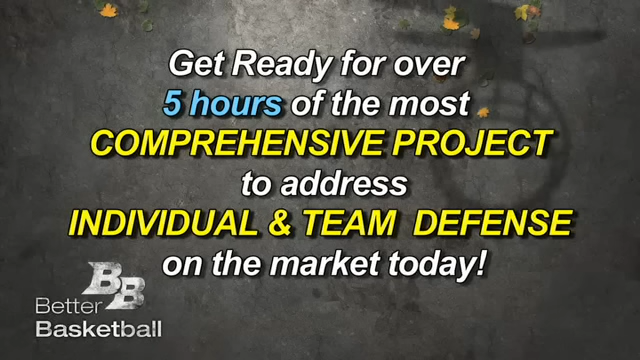 Get Ready for over
5 hours of the most
COMPREHENSIVE PROJECT
to address
INDIVIDUAL & TEAM DEFENSE
on the market today!
BB
Better
Basketball